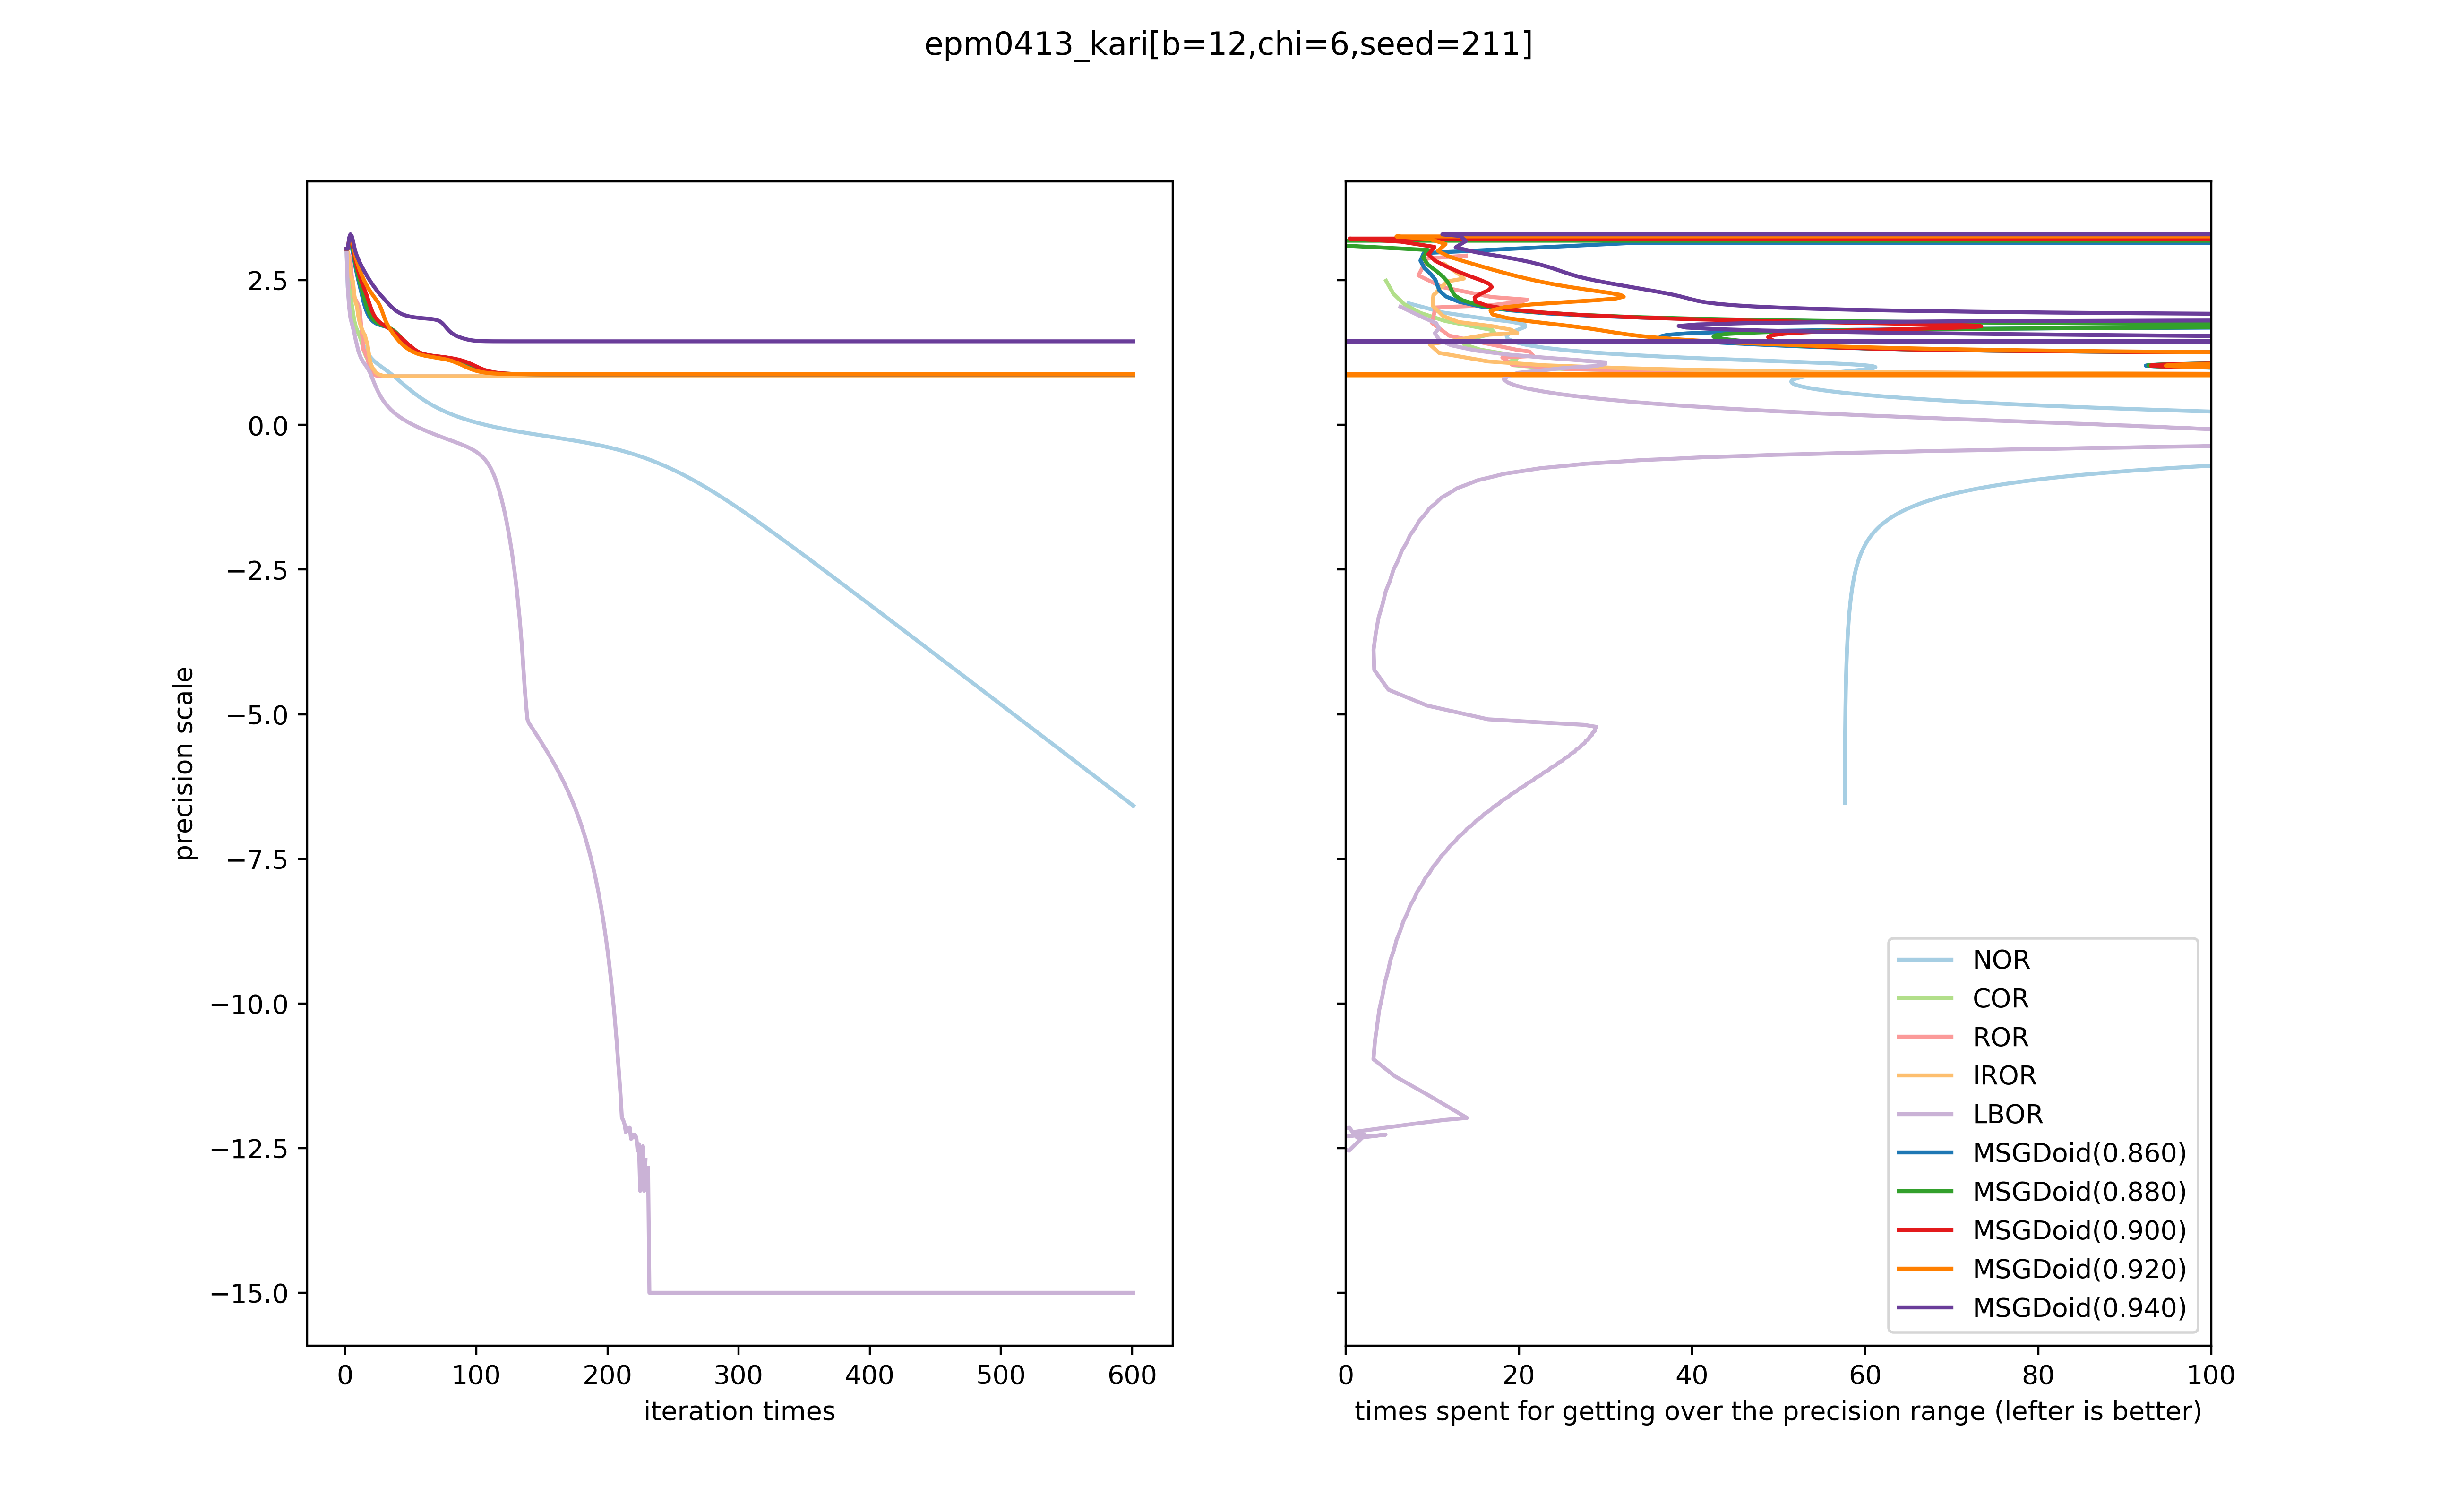 epm0413_kari[b=12,chi=6,seed=211]
precision scale
2.5
0.0
−2.5
−5.0
−7.5
−10.0
−12.5
−15.0
0 100 200 300 400 500 600
iteration times
0 20 40 60 80 100
times spent for getting over the precision range (lefter is better)
NOR
COR
ROR
IROR
LBOR
MSGDoid(0.860)
MSGDoid(0.880)
MSGDoid(0.900)
MSGDoid(0.920)
MSGDoid(0.940)